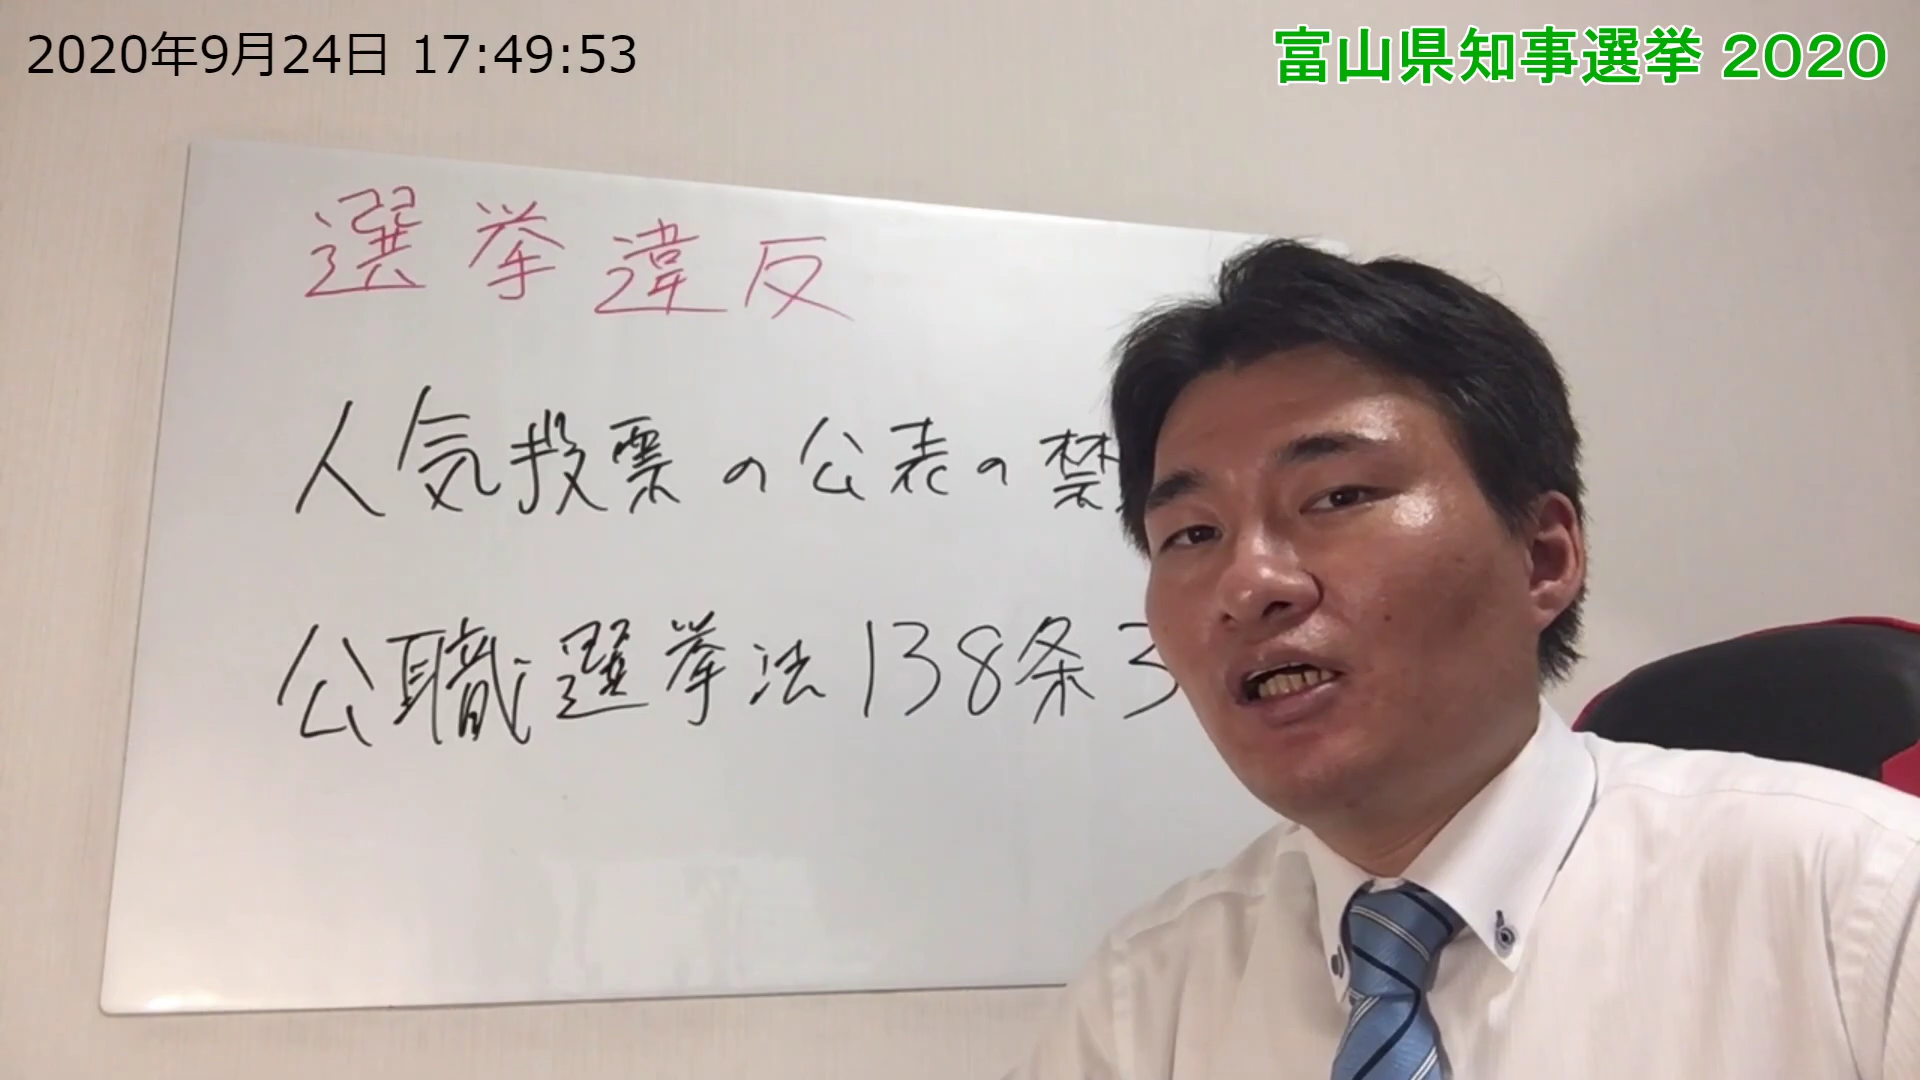 2020年9月24日 17:49:53
富山県知事選挙 2020
選挙違反
人気投票の公表の禁
公職選挙法138条3